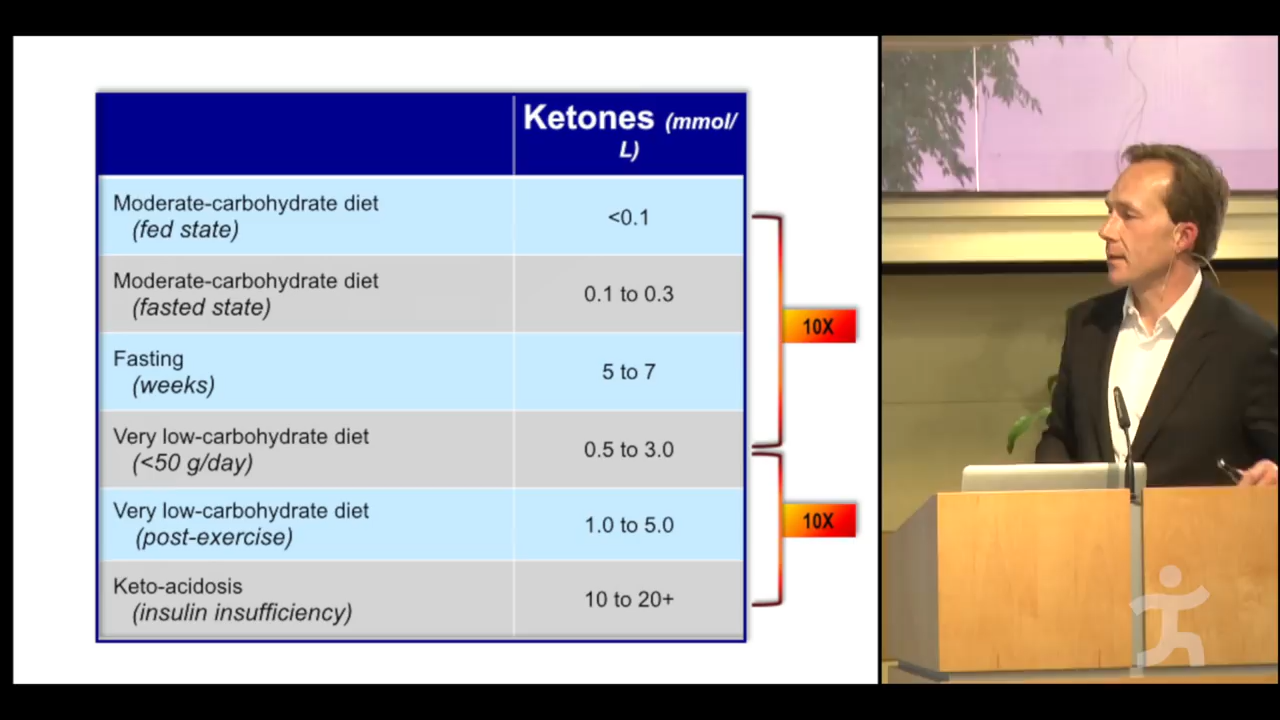 Ketones (mmol/
L)
Moderate-carbohydrate diet
(fed state)
<0.1
Moderate-carbohydrate diet
(fasted state)
0.1 to 0.3
Fasting
(weeks)
5 to 7
Very low-carbohydrate diet
(<50 g/day)
0.5 to 3.0
Very low-carbohydrate diet
(post-exercise)
1.0 to 5.0
Keto-acidosis
(insulin insufficiency)
10 to 20+
10X
10X